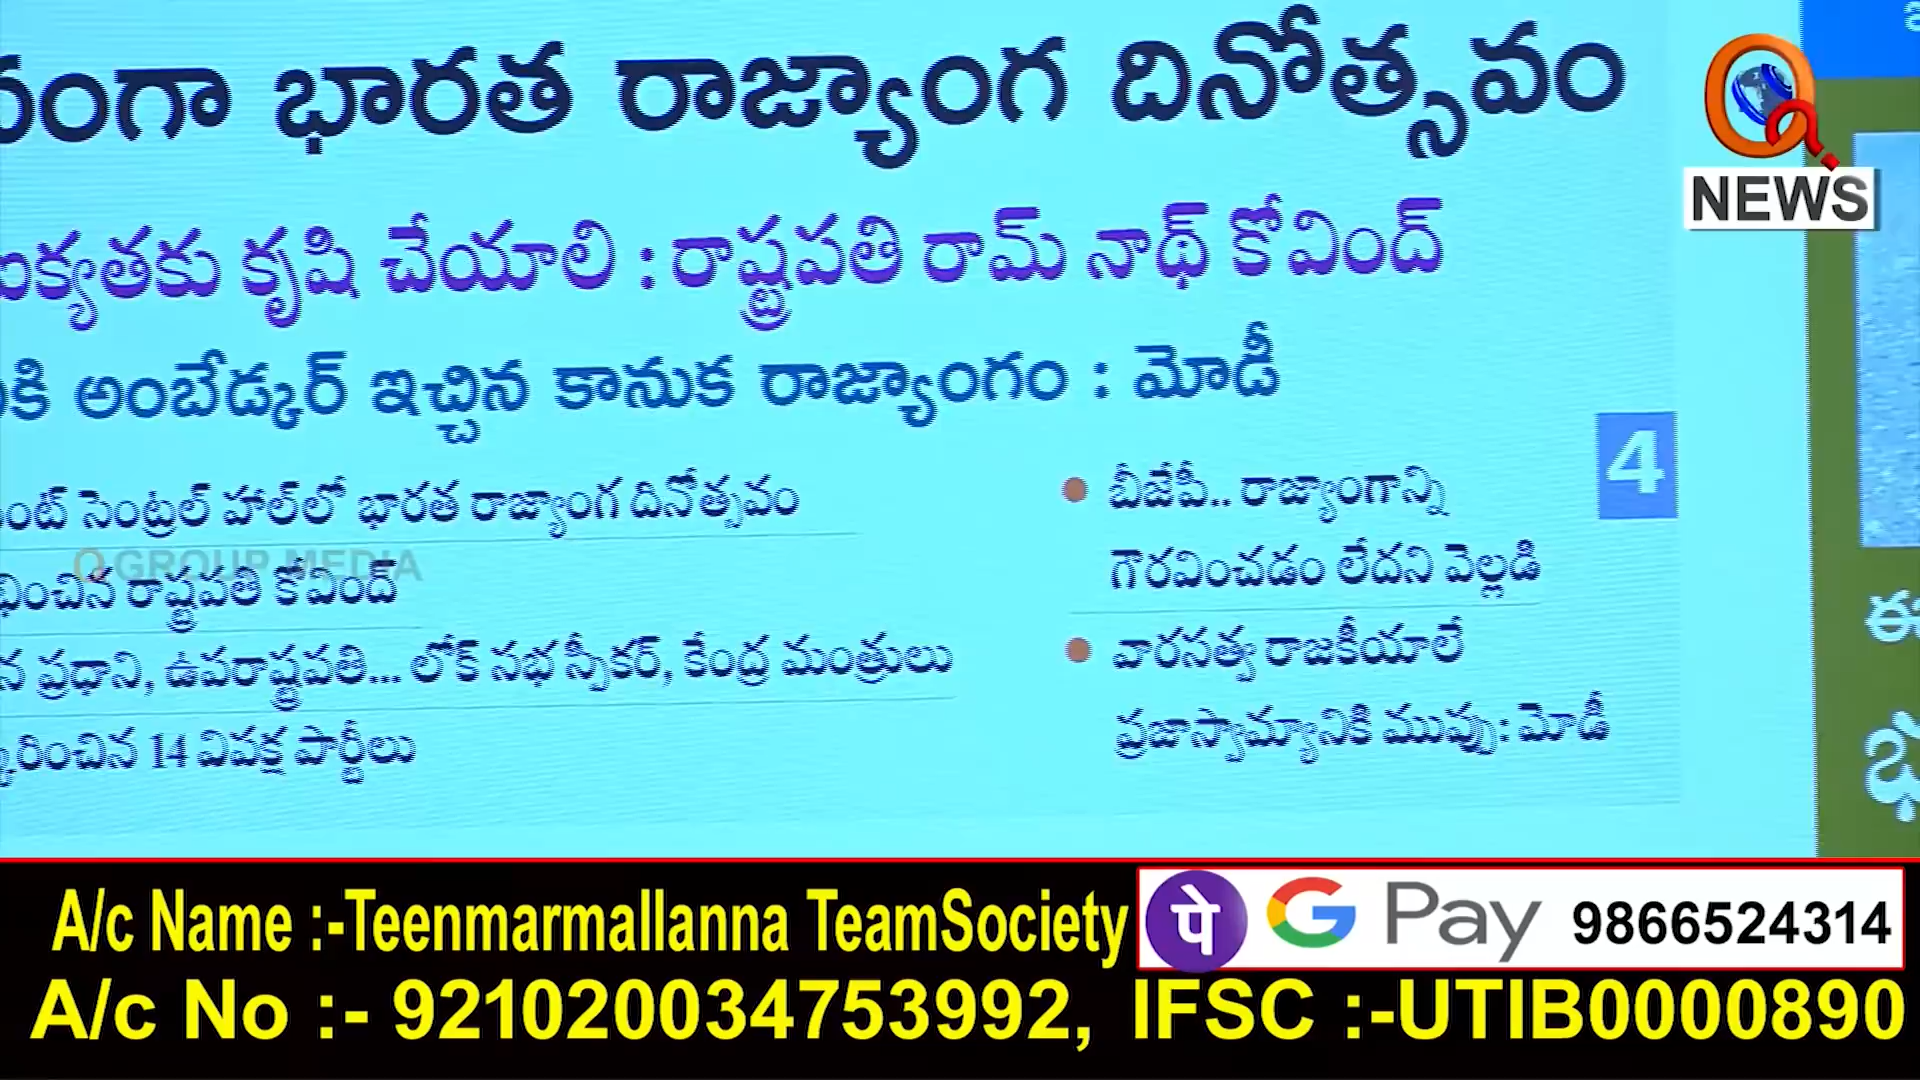 భారత రాజ్యాంగ దినోత్సవం
NEWS
ఐక్యతకు కృషి చేయాలి : రాష్ట్రపతి రామ్ నాథ్ కోవింద్
అంబేడ్కర్ ఇచ్చిన కానుక రాజ్యాంగం : మోడీ
4
సెంట్రల్ హాల్‌లో భారత రాజ్యాంగ దినోత్సవం
రాష్ట్రపతి కోవింద్
Q GROUP MEDIA
ప్రధాని, ఉపరాష్ట్రపతి... లోక్ సభ స్పీకర్, కేంద్ర మంత్రులు
14 విపక్ష పార్టీలు
• బీజేపీ.. రాజ్యాంగాన్ని
గౌరవించడం లేదని వెల్లడి
• వారసత్వ రాజకీయాలే
ప్రజాస్వామ్యానికి ముప్పు: మోడీ
A/c Name :-Teenmarmallanna TeamSociety
पे G Pay 9866524314
A/c No :- 921020034753992, IFSC :-UTIB0000890